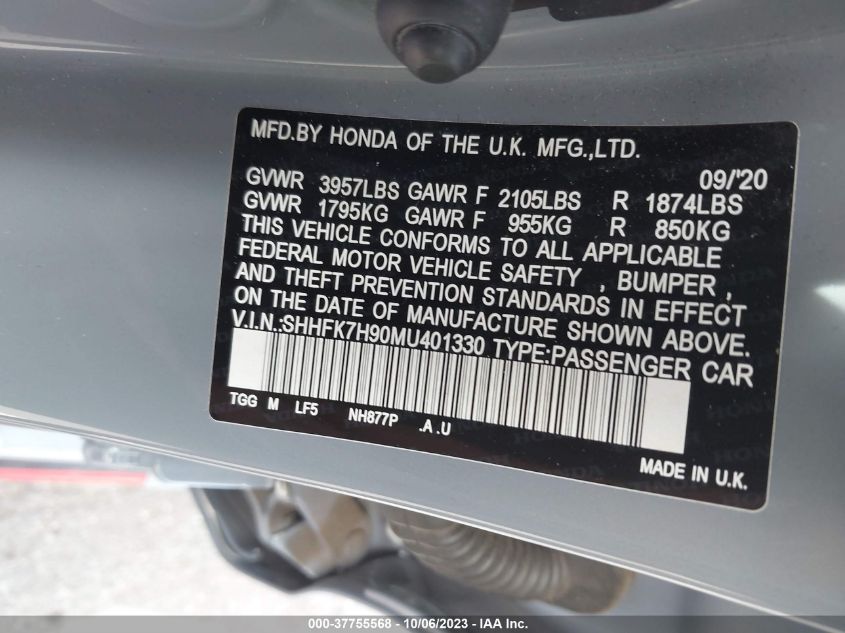 MFD.BY HONDA OF THE U.K. MFG.,LTD.
09/'20
GVWR 3957LBS GAWR F 2105LBS R 1874LBS
GVWR 1795KG GAWR F 955KG R 850KG
THIS VEHICLE CONFORMS TO ALL APPLICABLE
FEDERAL MOTOR VEHICLE SAFETY , BUMPER ,
AND THEFT PREVENTION STANDARDS IN EFFECT
ON THE DATE OF MANUFACTURE SHOWN ABOVE.
V.I.N.:SHHFK7H90MU401330 TYPE:PASSENGER CAR
TGG M LF5 NH877P .A .U
MADE IN U.K.
000-37755568 - 10/06/2023 - IAA Inc.